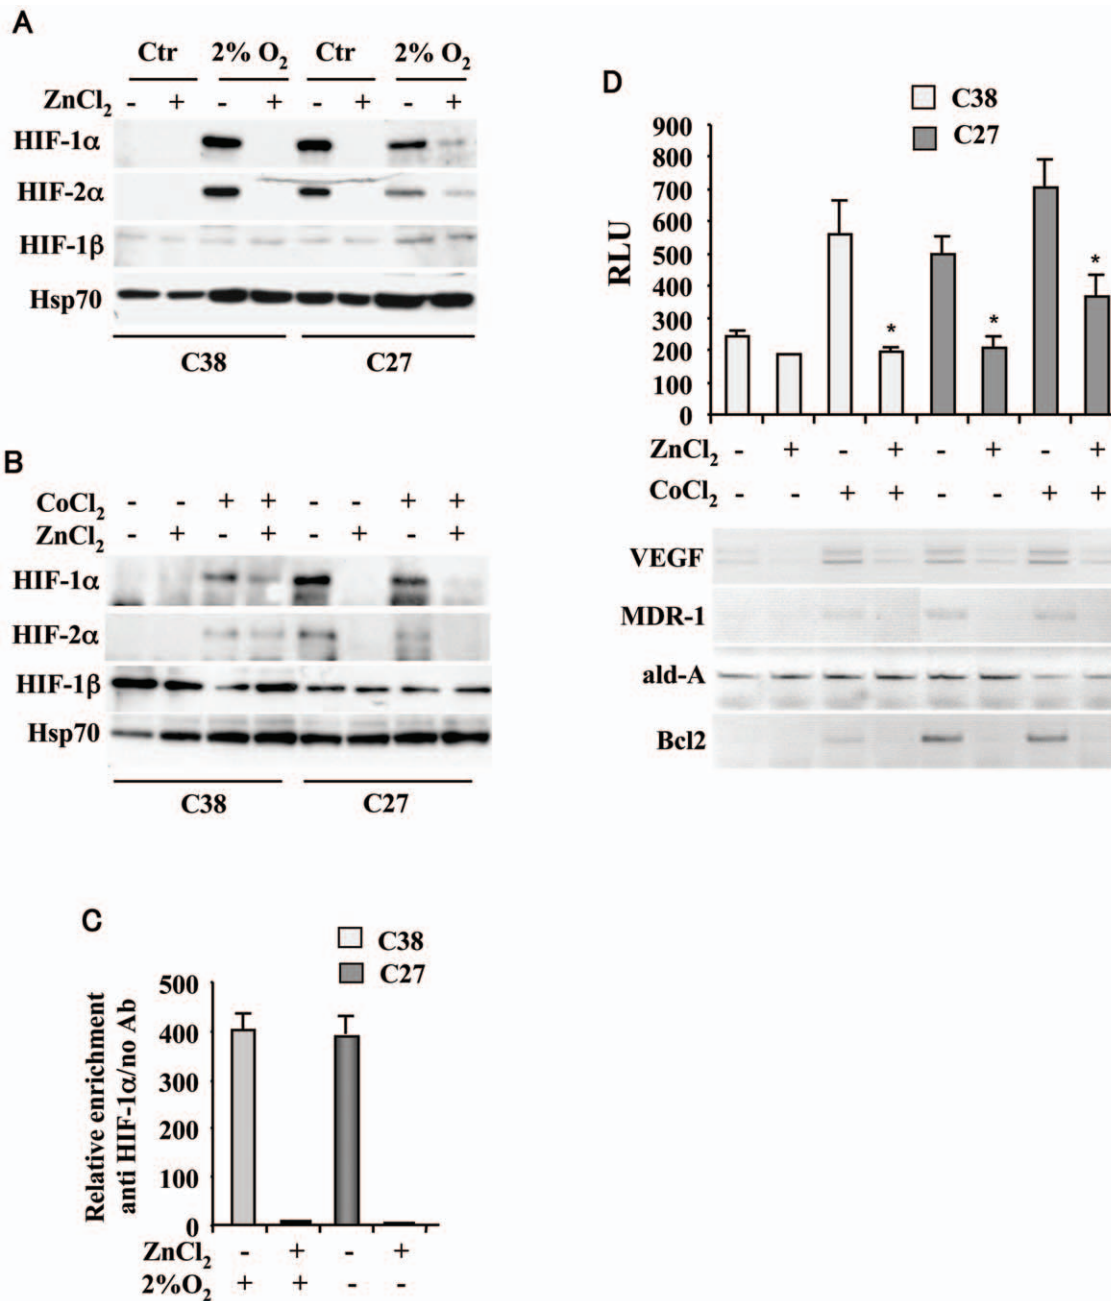 A
Ctr 2% O₂ Ctr 2% O₂
ZnCl₂ - + - + - + - +
HIF-1α
HIF-2α
HIF-1β
Hsp70
C38 C27
B
CoCl₂ - - + + - - + +
ZnCl₂ - + - + - + - +
HIF-1α
HIF-2α
HIF-1β
Hsp70
C38 C27
C
C38
C27
Relative enrichment
anti HIF-1α/no Ab
500
400
300
200
100
0
ZnCl₂ - + - +
2%O₂ + + - -
D
C38
C27
RLU
900
800
700
600
500
400
300
200
100
0
* * *
ZnCl₂ - + - + - + - +
CoCl₂ - - + + - - + +
VEGF
MDR-1
ald-A
Bcl2